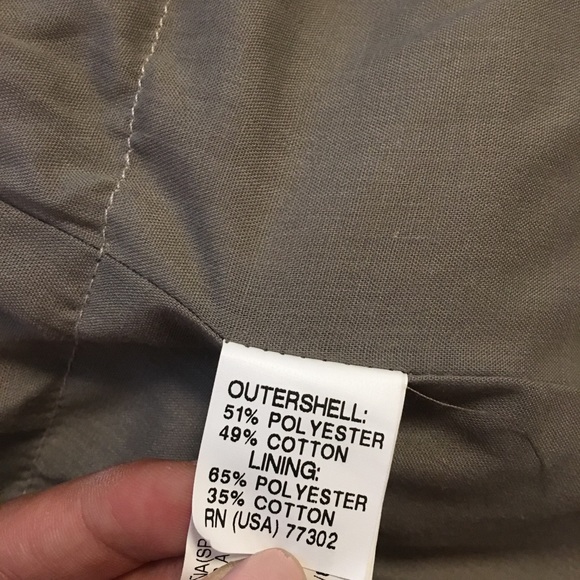 OUTERSHELL:
51% POLYESTER
49% COTTON
LINING:
65% POLYESTER
35% COTTON
RN (USA) 77302